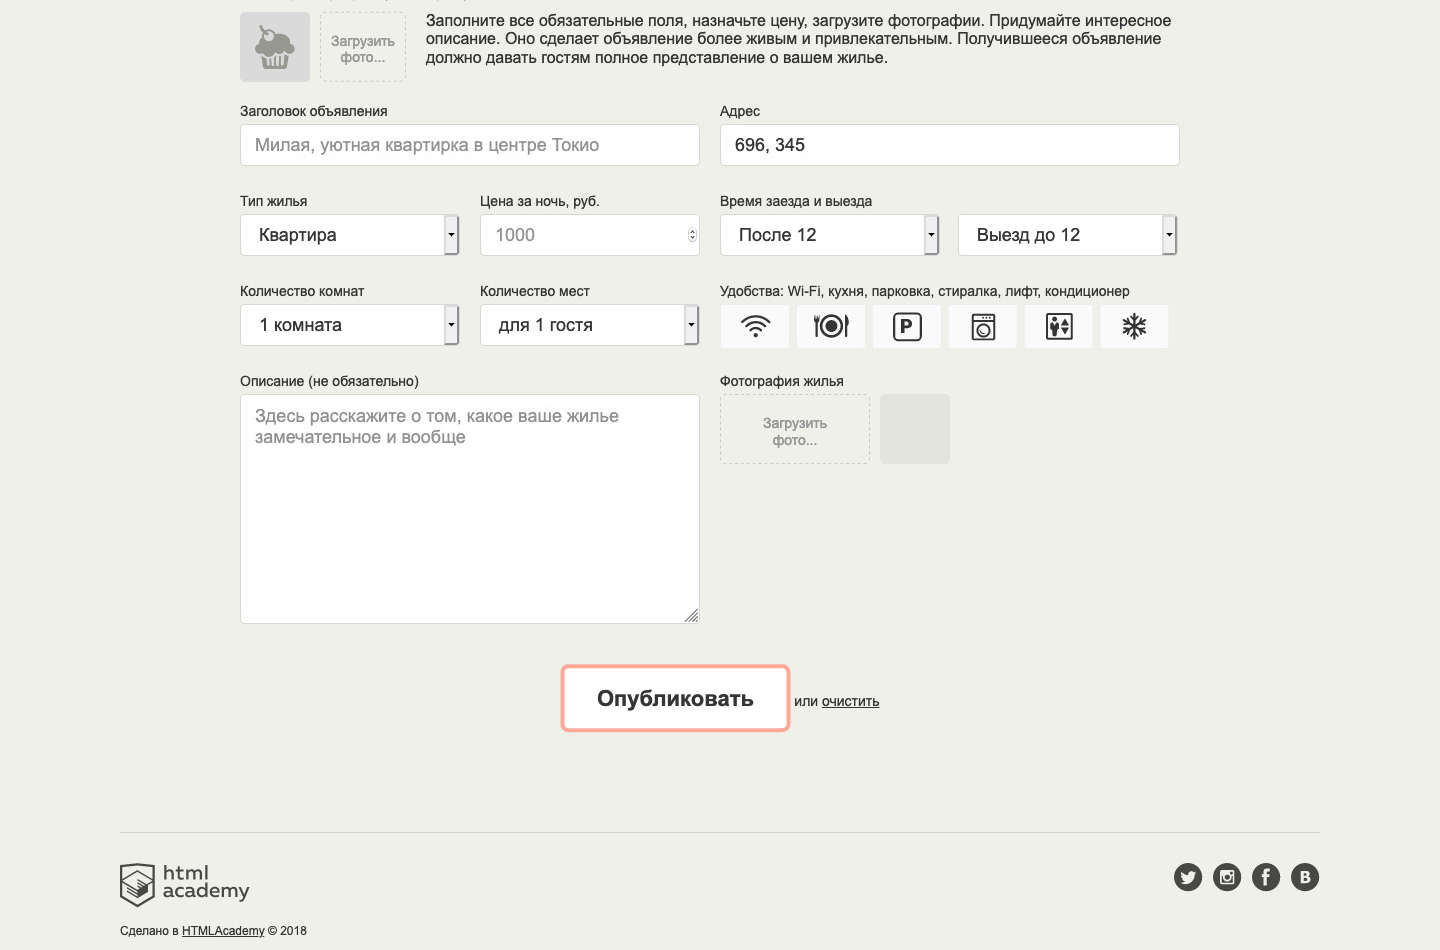 Загрузить
фото...
Заполните все обязательные поля, назначьте цену, загрузите фотографии. Придумайте интересное
описание. Оно сделает объявление более живым и привлекательным. Получившееся объявление
должно давать гостям полное представление о вашем жилье.
Заголовок объявления
Адрес
Милая, уютная квартирка в центре Токио
696, 345
Тип жилья
Цена за ночь, руб.
Время заезда и выезда
Квартира
1000
После 12
Выезд до 12
Количество комнат
Количество мест
Удобства: Wi-Fi, кухня, парковка, стиралка, лифт, кондиционер
1 комната
для 1 гостя
P
Описание (не обязательно)
Фотография жилья
Здесь расскажите о том, какое ваше жилье
замечательное и вообще
Загрузить
фото...
Опубликовать
или очистить
html
academy
B
Сделано в HTMLAcademy © 2018